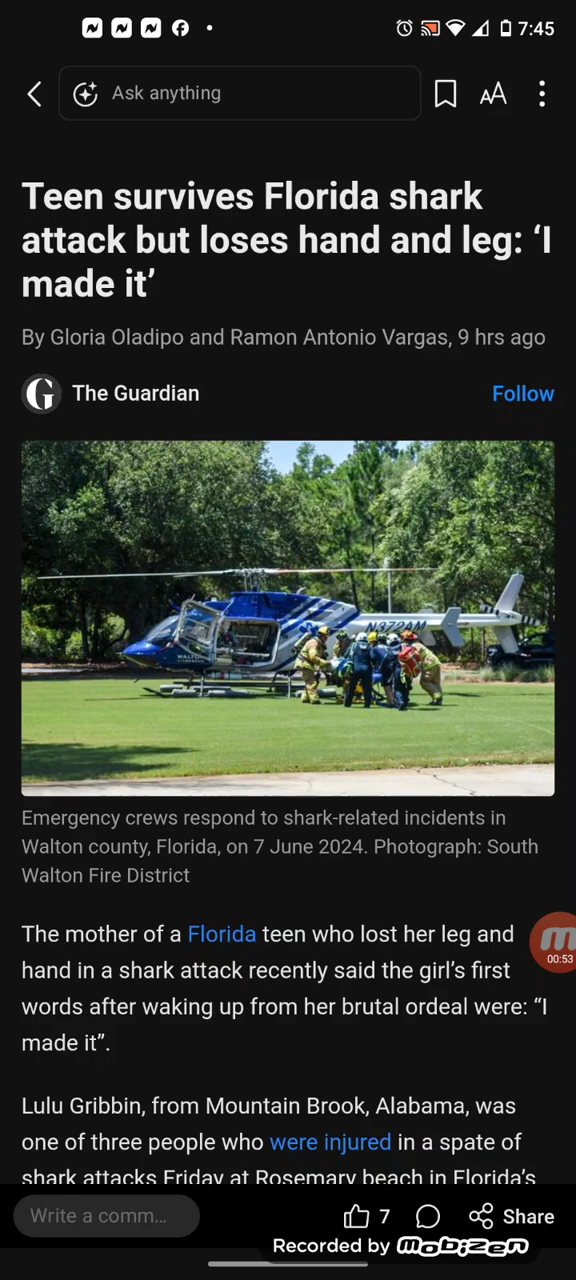 7:45
Ask anything
AA
Teen survives Florida shark
attack but loses hand and leg: ‘I
made it’
By Gloria Oladipo and Ramon Antonio Vargas, 9 hrs ago
G
The Guardian
Follow
N372AM
WALTON
Emergency crews respond to shark-related incidents in
Walton county, Florida, on 7 June 2024. Photograph: South
Walton Fire District
The mother of a Florida teen who lost her leg and
hand in a shark attack recently said the girl’s first
words after waking up from her brutal ordeal were: “I
made it”.
m
00:53
Lulu Gribbin, from Mountain Brook, Alabama, was
one of three people who were injured in a spate of
shark attacks Friday at Rosemary beach in Florida’s
Write a comm...
7
Share
Recorded by mobizen